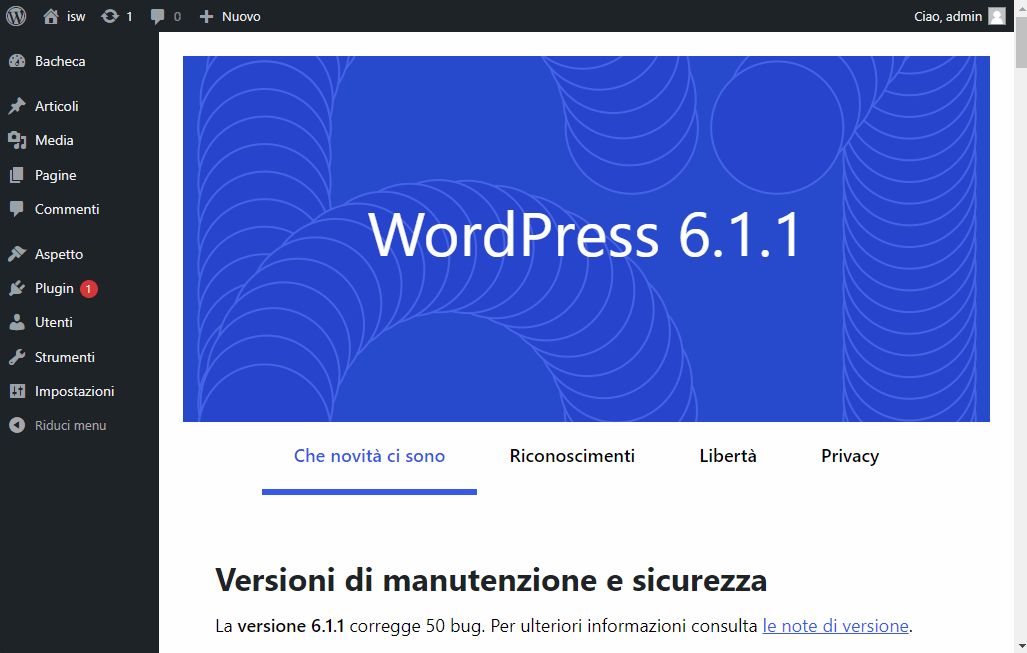 isw 1 0 Nuovo Ciao, admin
Bacheca
Articoli
Media
Pagine
Commenti
Aspetto
Plugin 1
Utenti
Strumenti
Impostazioni
Riduci menu
WordPress 6.1.1
Che novità ci sono Riconoscimenti Libertà Privacy
Versioni di manutenzione e sicurezza
La versione 6.1.1 corregge 50 bug. Per ulteriori informazioni consulta le note di versione.